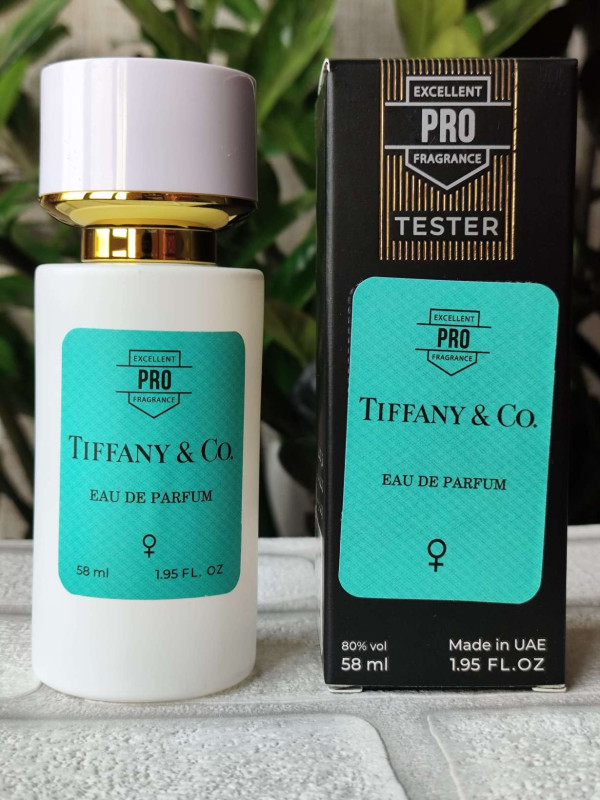 EXCELLENT
PRO
FRAGRANCE
TIFFANY & CO.
EAU DE PARFUM
58 ml 1.95 FL. OZ
EXCELLENT
PRO
FRAGRANCE
TESTER
EXCELLENT
PRO
FRAGRANCE
TIFFANY & CO.
EAU DE PARFUM
80% vol Made in UAE
58 ml 1.95 FL.OZ